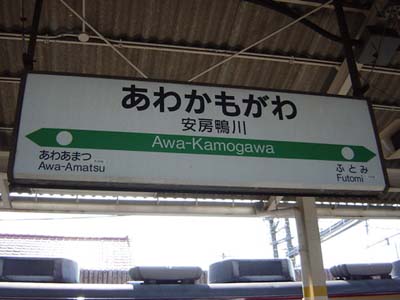 あわかもがわ
安房鴨川
Awa-Kamogawa
あわあまつ
Awa-Amatsu
ふとみ
Futomi